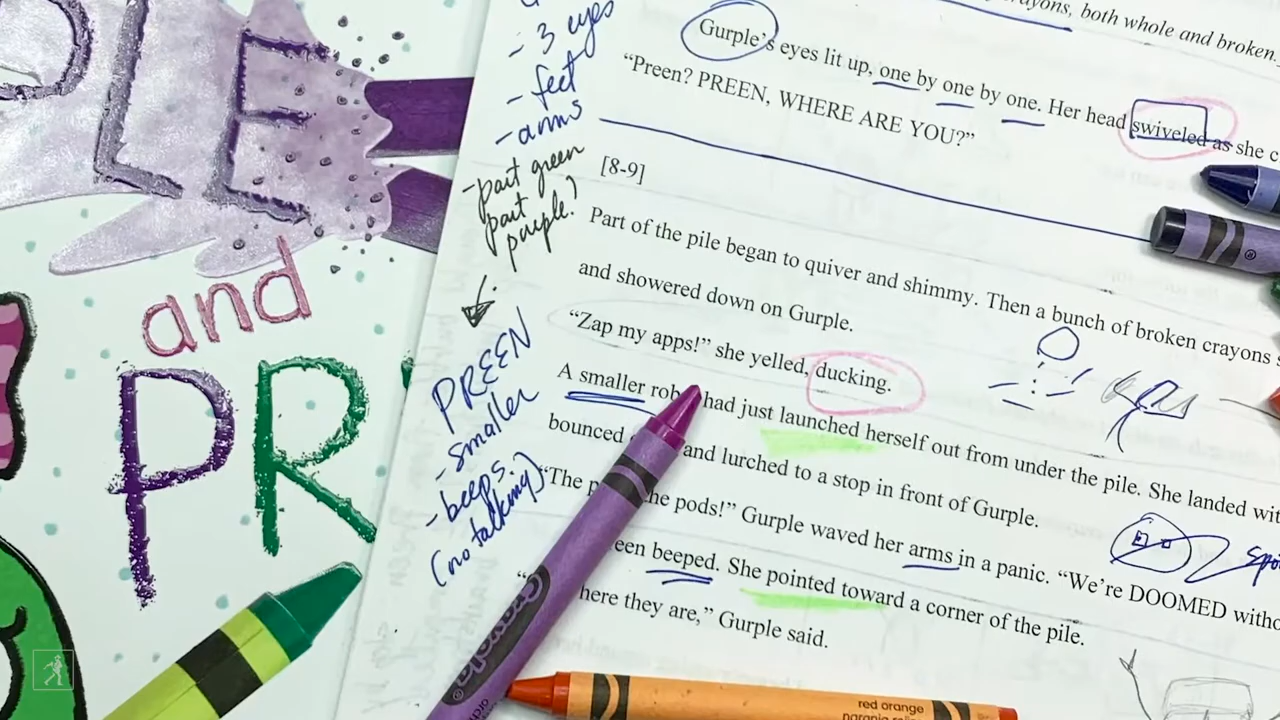 PLE
and
PR
- 3 eyes
- feet
- arms
- part green
part
purple?
PREEN
- smaller
- beeps
(no talking)
crayons, both whole and broken.
Gurple's eyes lit up, one by one by one. Her head swiveled as she
"Preen? PREEN, WHERE ARE YOU?"
[8-9]
Part of the pile began to quiver and shimmy. Then a bunch of broken crayons
and showered down on Gurple.
"Zap my apps!" she yelled, ducking.
A smaller had just launched herself out from under the pile. She landed
bounced and lurched to a stop in front of Gurple.
"The the pods!" Gurple waved her arms in a panic. "We're DOOMED
beeped. She pointed toward a corner of the pile.
here they are," Gurple said.
Crayola
red orange